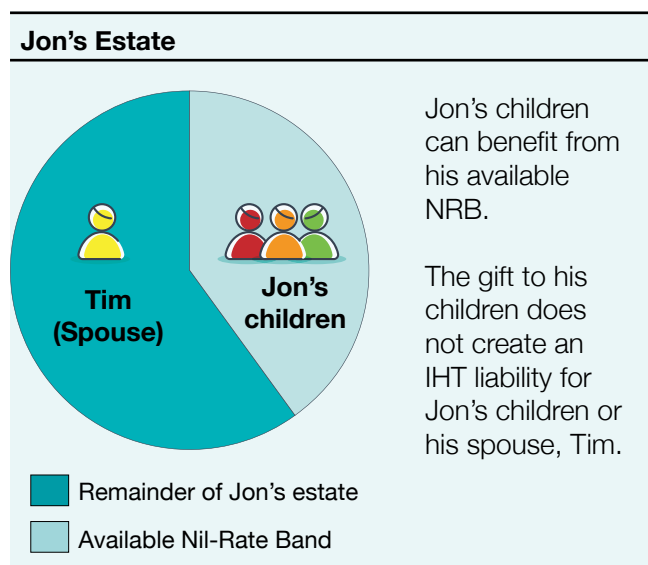 Jon’s Estate
Tim
(Spouse)
Jon’s
children
Jon’s children
can benefit from
his available
NRB.
The gift to his
children does
not create an
IHT liability for
Jon’s children or
his spouse, Tim.
Remainder of Jon’s estate
Available Nil-Rate Band